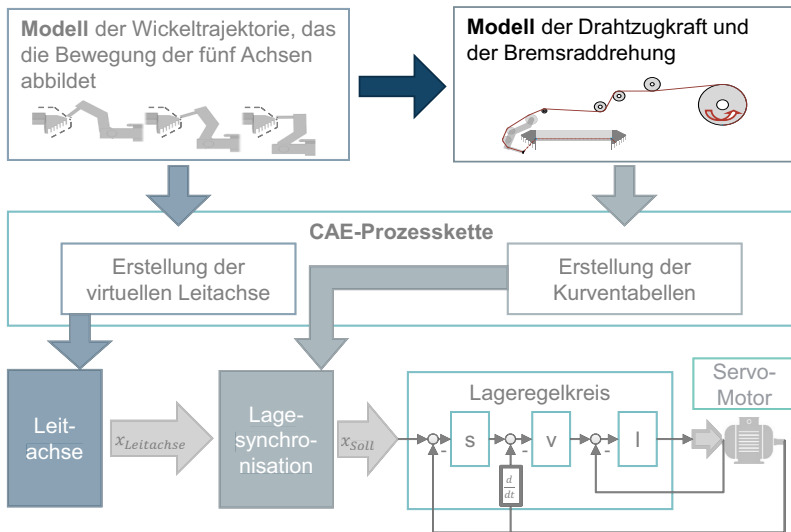 Modell der Wickeltrajektorie, das
die Bewegung der fünf Achsen
abbildet
Modell der Drahtzugkraft und
der Bremsraddrehung
CAE-Prozesskette
Erstellung der
virtuellen Leitachse
Erstellung der
Kurventabellen
Leit-
achse
x_Leitachse
Lage-
synchro-
nisation
x_Soll
Lageregelkreis
s
v
I
d
dt
-
-
-
Servo-
Motor